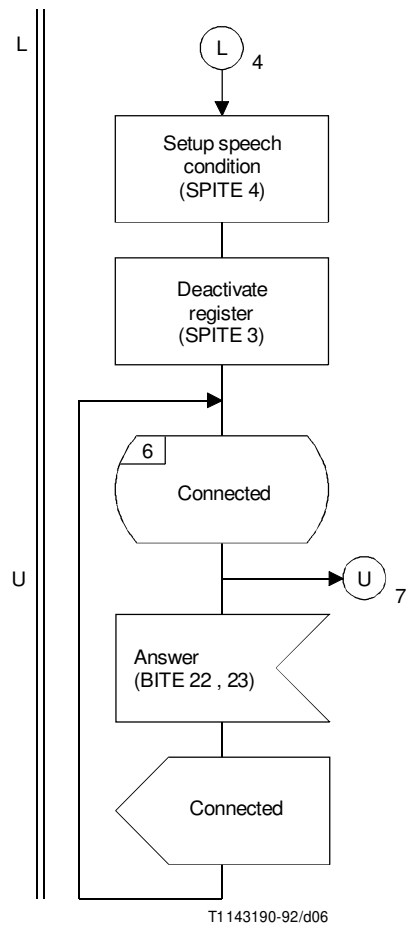 L
L
4
Setup speech
condition
(SPITE 4)
Deactivate
register
(SPITE 3)
6
Connected
U
U
7
Answer
(BITE 22 , 23)
Connected
T1143190-92/d06